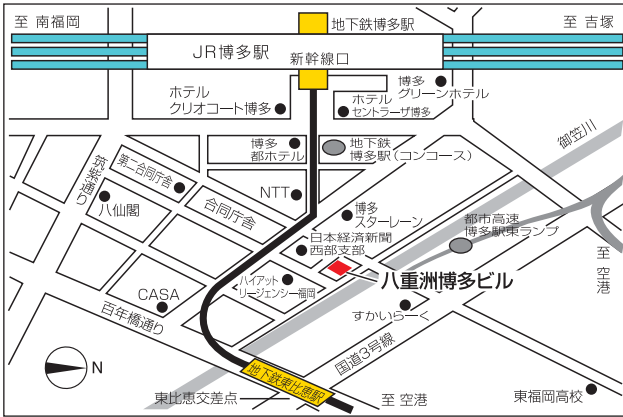 地下鉄博多駅
至 南福岡
至 吉塚
JR博多駅
新幹線口
ホテル
クリオコート博多
ホテル
セントラーザ博多
博多
グリーンホテル
博多
都ホテル
地下鉄
博多駅(コンコース)
御笠川
筑紫通り
第二合同庁舎
八仙閣
合同庁舎
NTT
博多
スターレーン
日本経済新聞
西部支部
都市高速
博多駅東ランプ
至 空港
ハイアット
リージェンシー福岡
八重洲博多ビル
CASA
百年橋通り
すかいらーく
国道3号線
N
地下鉄東比恵駅
東比恵交差点
至 空港
東福岡高校